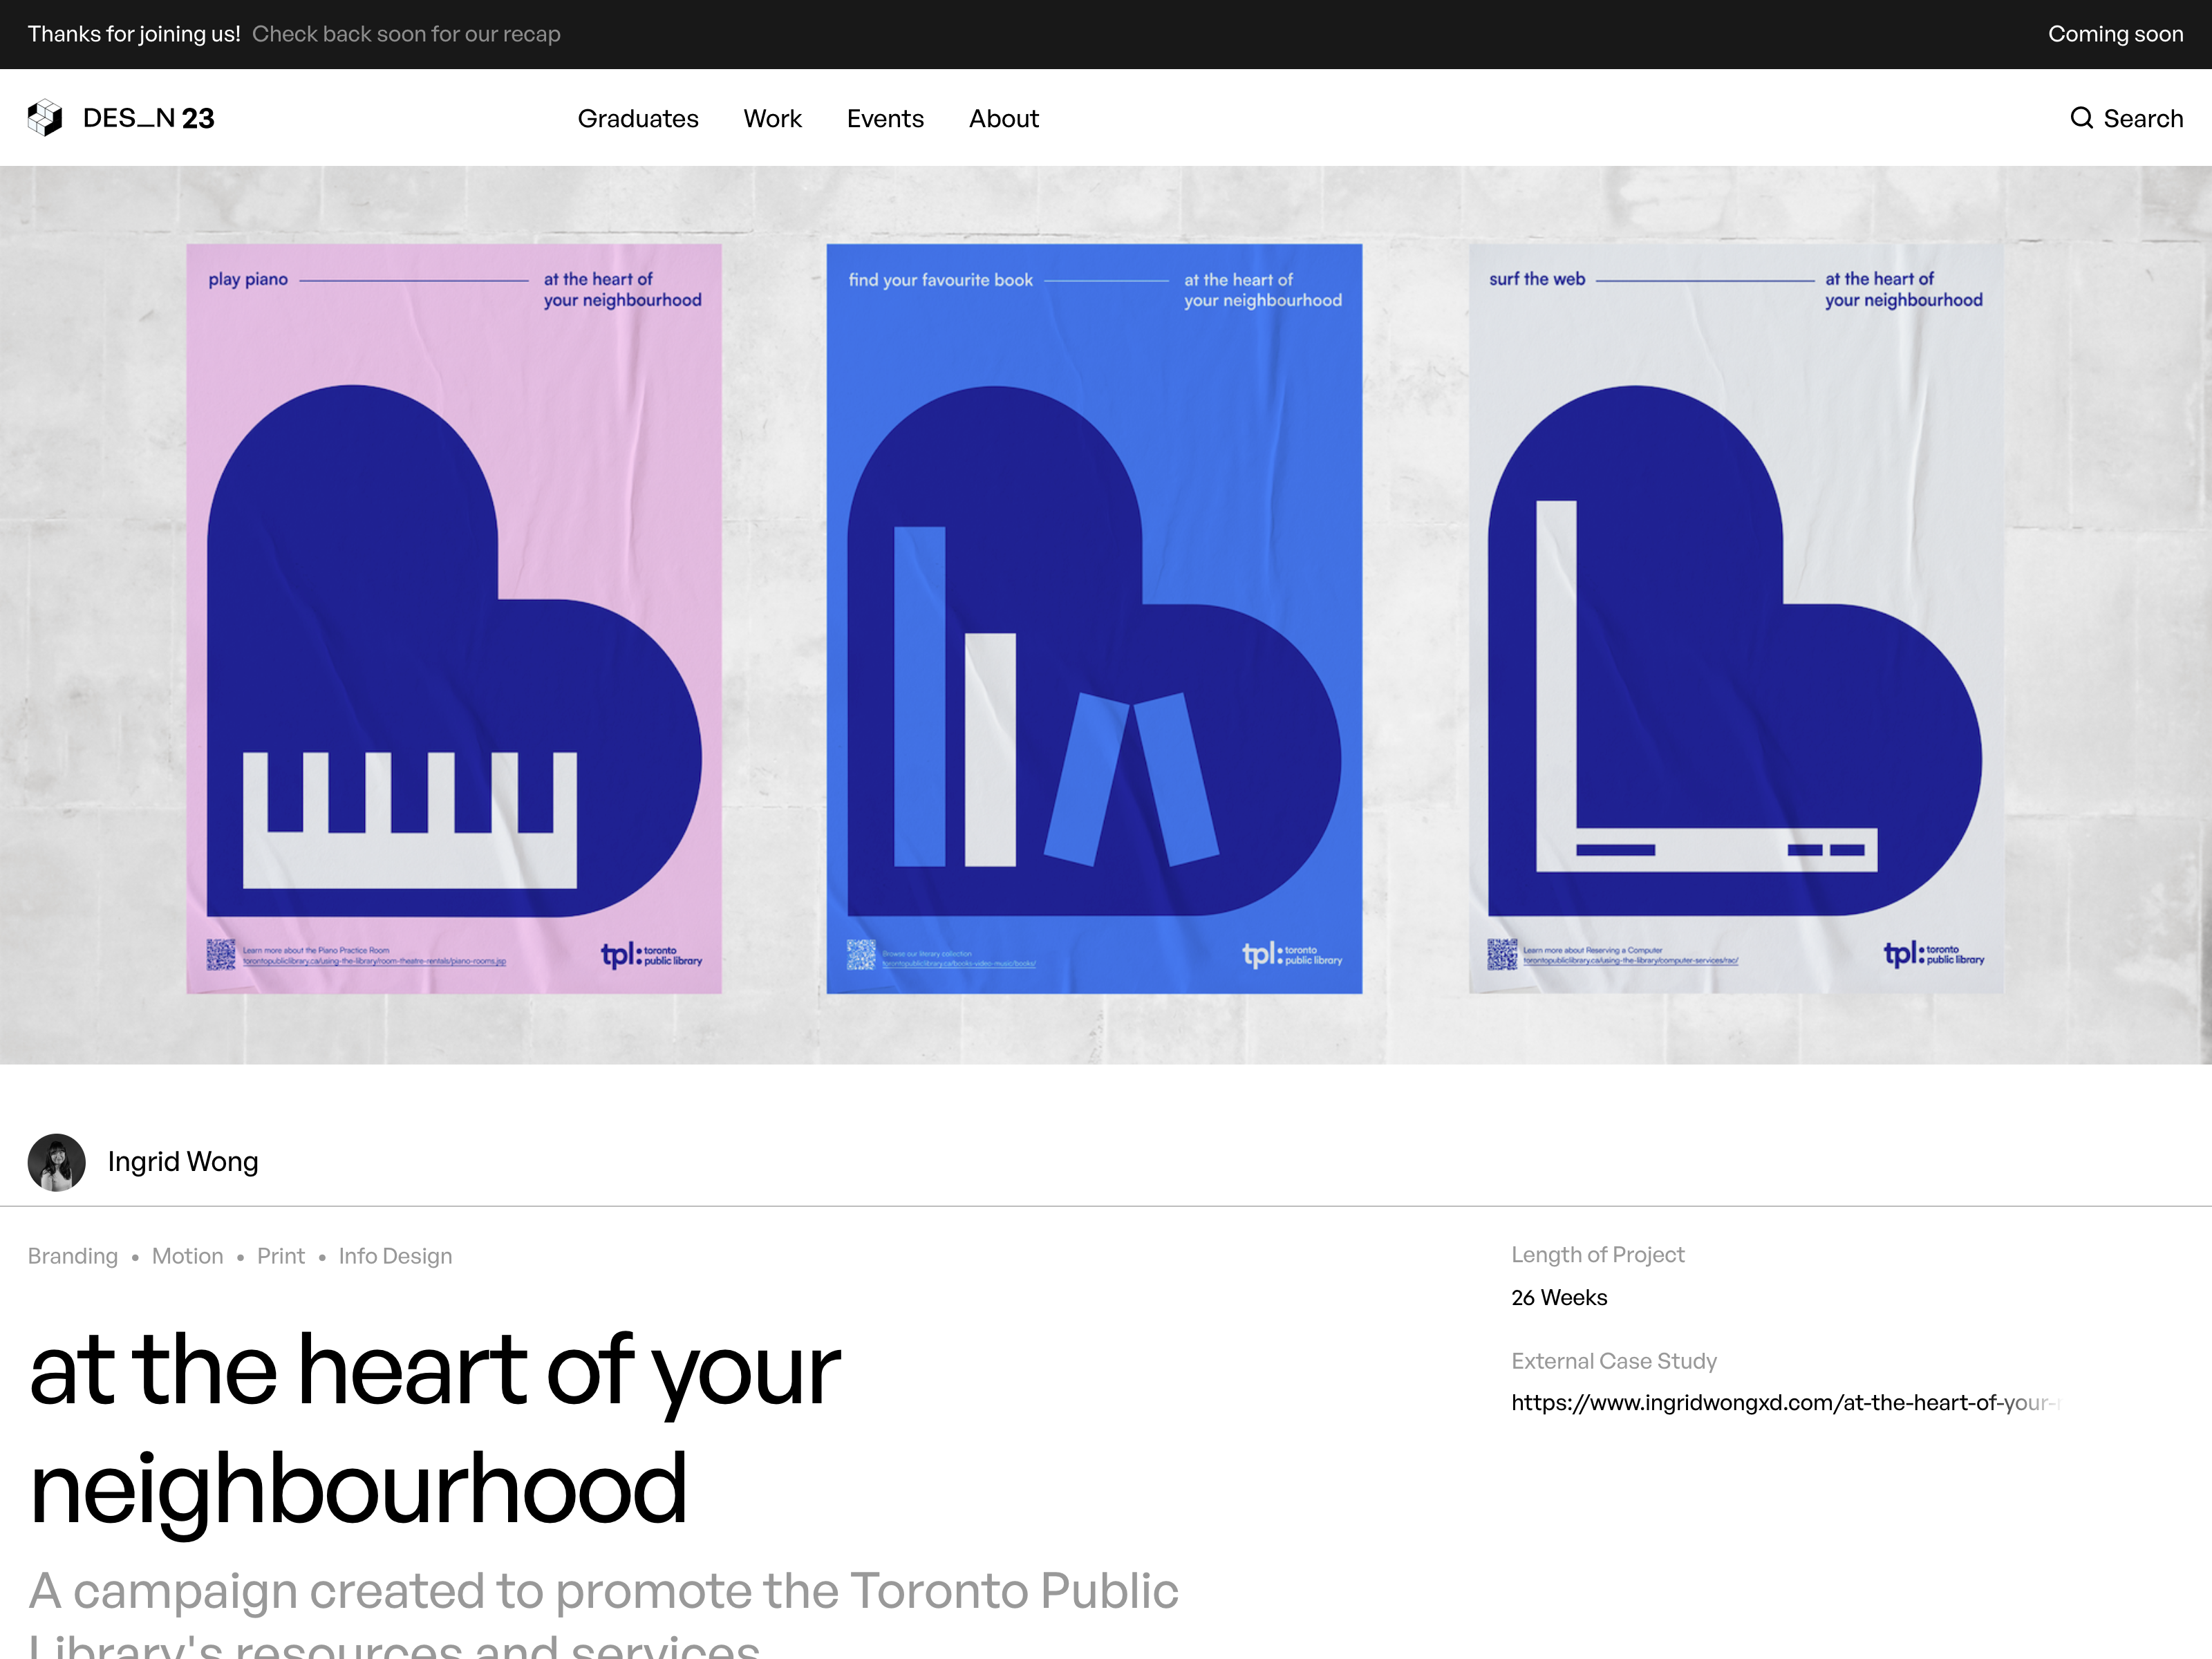 Thanks for joining us! Check back soon for our recap
Coming soon
DES_N 23
Graduates
Work
Events
About
Search
play piano
at the heart of
your neighbourhood
find your favourite book
at the heart of
your neighbourhood
surf the web
at the heart of
your neighbourhood
Learn more about the Piano Practice Room
torontopubliclibrary.ca/using-the-library/room-theatre-rentals/piano-rooms.jsp
tpl: toronto
public library
Browse our literary collection
torontopubliclibrary.ca/books-video-music/books/
tpl: toronto
public library
Learn more about Reserving a Computer
torontopubliclibrary.ca/using-the-library/computer-services/rac/
tpl: toronto
public library
Ingrid Wong
Branding • Motion • Print • Info Design
Length of Project
26 Weeks
External Case Study
https://www.ingridwongxd.com/at-the-heart-of-your-
at the heart of your
neighbourhood
A campaign created to promote the Toronto Public
Library's resources and services